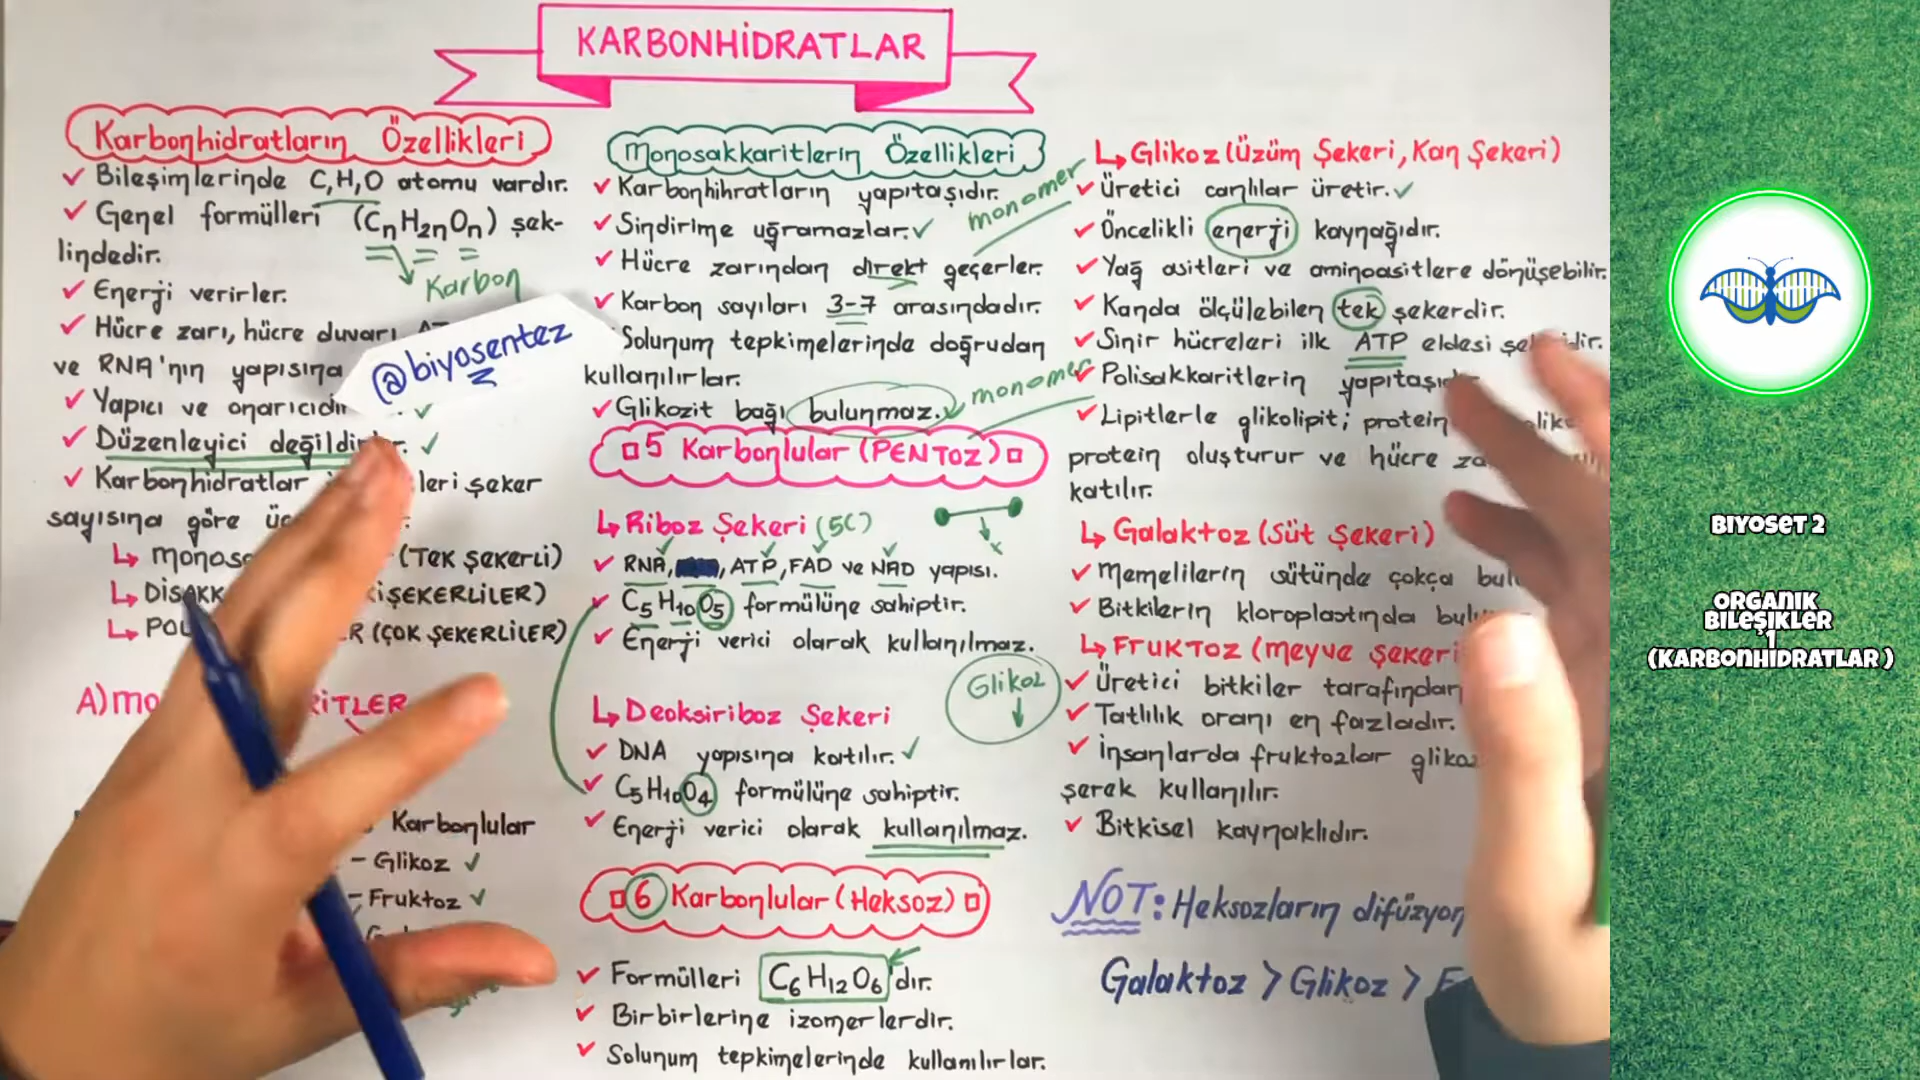 KARBONHİDRATLAR
Karbonhidratların Özellikleri
✓ Bileşimlerinde C,H,O atomu vardır.
✓ Genel formülleri (CnH2nOn) şek-
lindedir.
Karbon
✓ Enerji verirler.
✓ Hücre zarı, hücre duvarı,
ve RNA'nın yapısına
✓ Yapıcı ve onarıcıdır
✓ Düzenleyici değildirler. ✓
✓ Karbonhidratlar leri şeker
sayısına göre
↳ (TEK ŞEKERLİ)
↳ İŞEKERLİLER)
↳ (ÇOK ŞEKERLİLER)
Karbonlular
– Glikoz ✓
– Fruktoz ✓
@biyosentez
Monosakkaritlerin Özellikleri
✓ Karbonhihratların yapıtaşıdır.
monomer
✓ Sindirime uğramazlar. ✓
✓ Hücre zarından direkt geçerler.
✓ Karbon sayıları 3-7 arasındadır.
Solunum tepkimelerinde doğrudan
kullanılırlar.
✓ Glikozit bağı bulunmaz.
monomer
5 Karbonlular (PENTOZ)
↳ Riboz Şekeri (5C)
✓ RNA, , ATP, FAD ve NAD yapısı.
✓ C5H10O5 formülüne sahiptir.
✓ Enerji verici olarak kullanılmaz.
Glikoz
↳ Deoksiriboz Şekeri
✓ DNA yapısına katılır. ✓
✓ C5H10O4 formülüne sahiptir.
✓ Enerji verici olarak kullanılmaz.
6 Karbonlular (Heksoz)
✓ Formülleri C6H12O6'dır.
✓ Birbirlerine izomerlerdir.
✓ Solunum tepkimelerinde kullanılırlar.
↳ Glikoz (Üzüm Şekeri, Kan Şekeri)
✓ Üretici canlılar üretir. ✓
✓ Öncelikli enerji kaynağıdır.
✓ Yağ asitleri ve aminoasitlere dönüşebilir.
✓ Kanda ölçülebilen tek şekerdir.
✓ Sinir hücreleri ilk ATP eldesi
✓ Polisakkaritlerin
✓ Lipitlerle glikolipit; protein
protein oluşturur ve hücre
katılır.
↳ Galaktoz (Süt Şekeri)
✓ Memelilerin sütünde çokça
✓ Bitkilerin kloroplastında
↳ FRUKTOZ (meyve şekeri
✓ Üretici bitkiler tarafından
✓ Tatlılık oranı en fazladır.
✓ İnsanlarda fruktozlar
şerek kullanılır.
✓ Bitkisel kaynaklıdır.
NOT: Heksozların difüzyon
Galaktoz > Glikoz >
BIYOSET 2
ORGANIK
BILEŞIKLER
1
(KARBONHIDRATLAR)